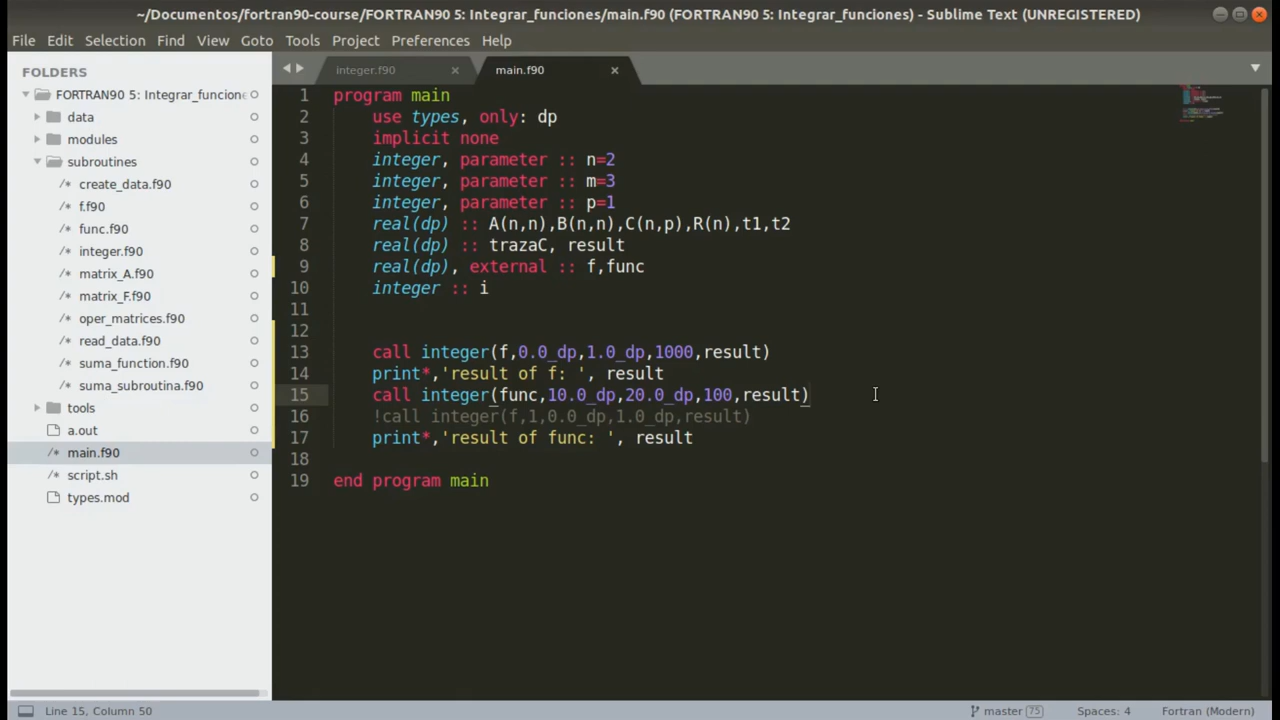 ~/Documentos/fortran90-course/FORTRAN90 5: Integrar_funciones/main.f90 (FORTRAN90 5: Integrar_funciones) - Sublime Text (UNREGISTERED)
File Edit Selection Find View Goto Tools Project Preferences Help
FOLDERS
FORTRAN90 5: Integrar_funcione
data
modules
subroutines
/* create_data.f90
/* f.f90
/* func.f90
/* integer.f90
/* matrix_A.f90
/* matrix_F.f90
/* oper_matrices.f90
/* read_data.f90
/* suma_function.f90
/* suma_subroutina.f90
tools
a.out
/* main.f90
/* script.sh
types.mod
integer.f90 main.f90
1 program main
2 use types, only: dp
3 implicit none
4 integer, parameter :: n=2
5 integer, parameter :: m=3
6 integer, parameter :: p=1
7 real(dp) :: A(n,n),B(n,n),C(n,p),R(n),t1,t2
8 real(dp) :: trazaC, result
9 real(dp), external :: f,func
10 integer :: i
11
12
13 call integer(f,0.0_dp,1.0_dp,1000,result)
14 print*,'result of f: ', result
15 call integer(func,10.0_dp,20.0_dp,100,result)
16 !call integer(f,1,0.0_dp,1.0_dp,result)
17 print*,'result of func: ', result
18
19 end program main
Line 15, Column 50 master 75 Spaces: 4 Fortran (Modern)